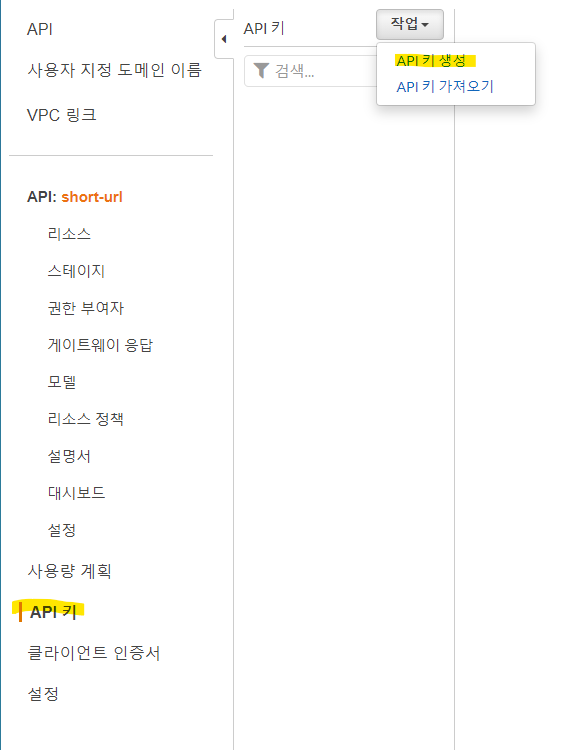 API
사용자 지정 도메인 이름
VPC 링크
API: short-url
리소스
스테이지
권한 부여자
게이트웨이 응답
모델
리소스 정책
설명서
대시보드
설정
사용량 계획
API 키
클라이언트 인증서
설정
API 키
작업
검색...
API 키 생성
API 키 가져오기